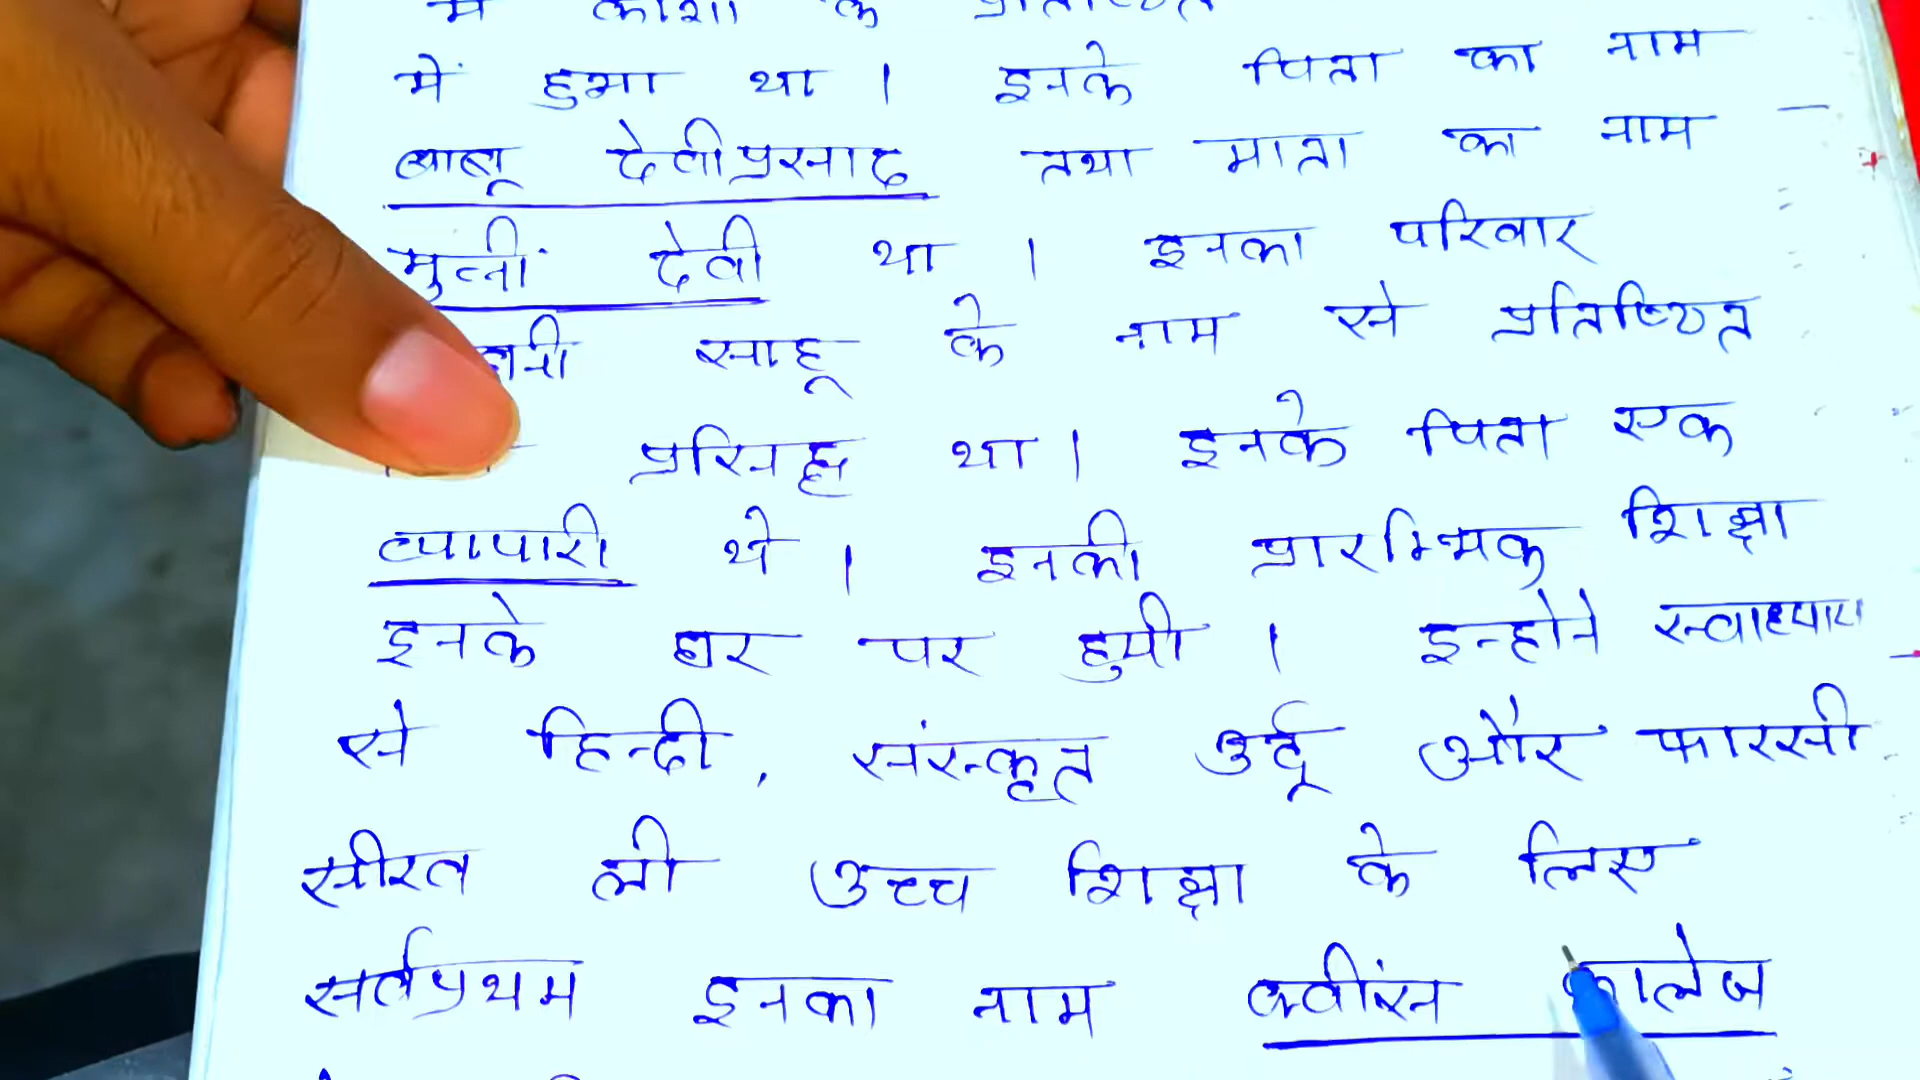 में काशी के प्रतिष्ठित
में हुआ था । इनके पिता का नाम
बाबू देवीप्रसाद तथा माता का नाम
मुन्नी देवी था । इनका परिवार
साहू के नाम से प्रतिष्ठित
प्रसिद्ध था । इनके पिता एक
व्यापारी थे । इनकी प्रारम्भिक शिक्षा
इनके घर पर हुयी । इन्होने स्वाध्याय
से हिन्दी, संस्कृत उर्दू और फारसी
सीख ली उच्च शिक्षा के लिए
सर्वप्रथम इनका नाम क्वींस कालेज